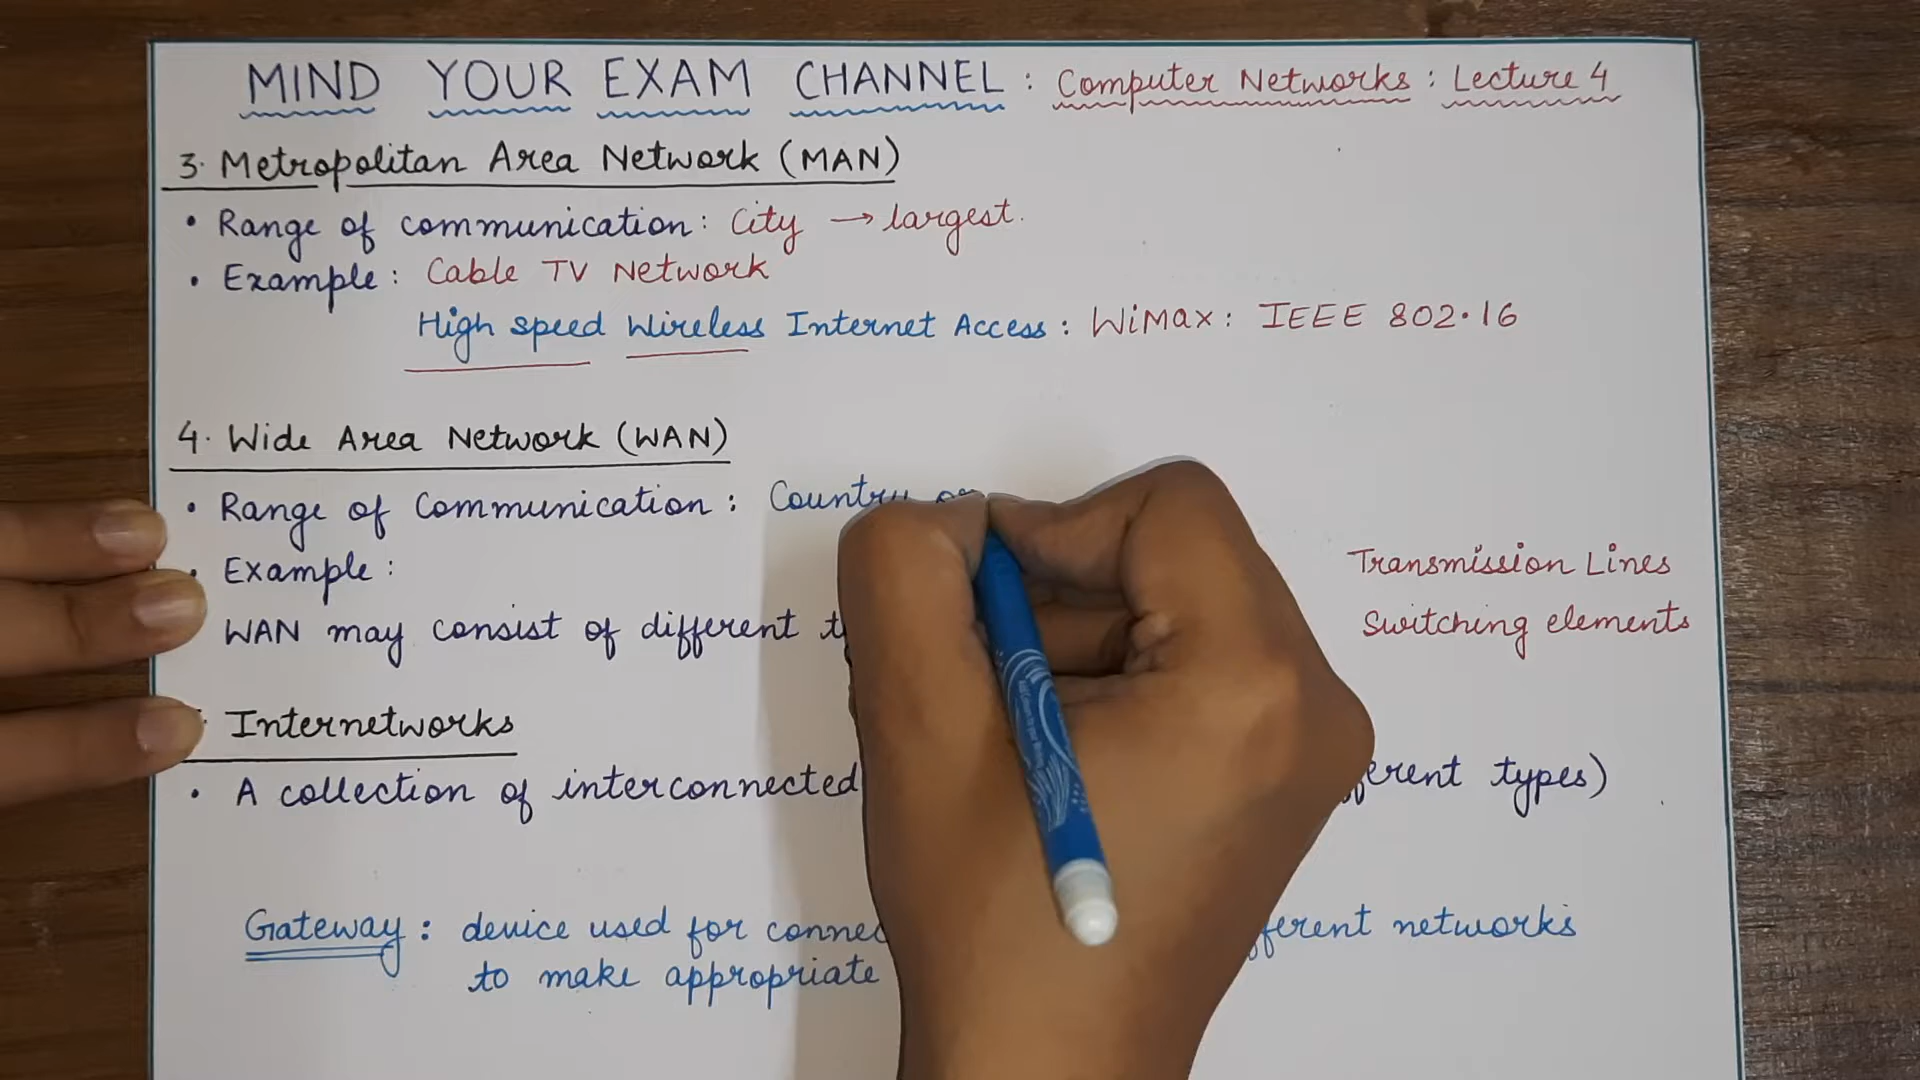 MIND YOUR EXAM CHANNEL : Computer Networks : Lecture 4
3. Metropolitan Area Network (MAN)
• Range of communication: City → largest.
• Example: Cable TV Network
High speed Wireless Internet Access: WiMax: IEEE 802.16
4. Wide Area Network (WAN)
• Range of Communication: Country or
• Example:
Transmission Lines
WAN may consist of different
Switching elements
Internetworks
• A collection of interconnected types)
Gateway: device used for networks
to make appropriate